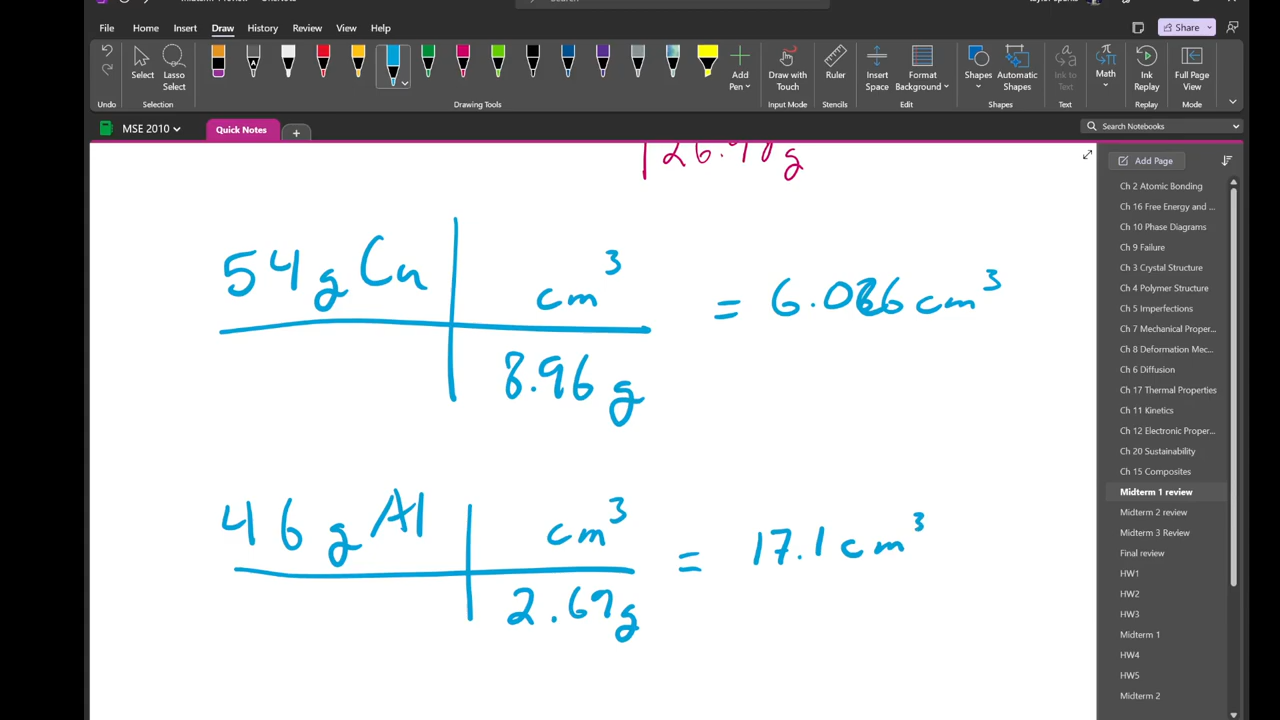 File Home Insert Draw History Review View Help
Share
Select
Lasso Select
Add Pen
Draw with Touch
Ruler
Insert Space
Format Background
Shapes
Automatic Shapes
Ink to Text
Math
Ink Replay
Full Page View
Undo
Selection
Drawing Tools
Input Mode
Stencils
Edit
Shapes
Text
Math
Replay
Mode
MSE 2010
Quick Notes
Search Notebooks
Add Page
Ch 2 Atomic Bonding
Ch 16 Free Energy and ...
Ch 10 Phase Diagrams
Ch 9 Failure
Ch 3 Crystal Structure
Ch 4 Polymer Structure
Ch 5 Imperfections
Ch 7 Mechanical Proper...
Ch 8 Deformation Mec...
Ch 6 Diffusion
Ch 17 Thermal Properties
Ch 11 Kinetics
Ch 12 Electronic Proper...
Ch 20 Sustainability
Ch 15 Composites
Midterm 1 review
Midterm 2 review
Midterm 3 Review
Final review
HW1
HW2
HW3
Midterm 1
HW4
HW5
Midterm 2
54 g Cu
cm³
8.96 g
= 6.026 cm³
46 g Al
cm³
2.69 g
= 17.1 cm³